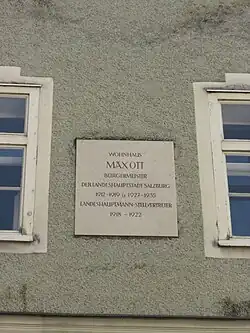 WOHNHAUS
MAX OTT
BÜRGERMEISTER
DER LANDESHAUPTSTADT SALZBURG
1912-1919 U 1927-1935
LANDESHAUPTMANN-STELLVERTRETER
1918 - 1922